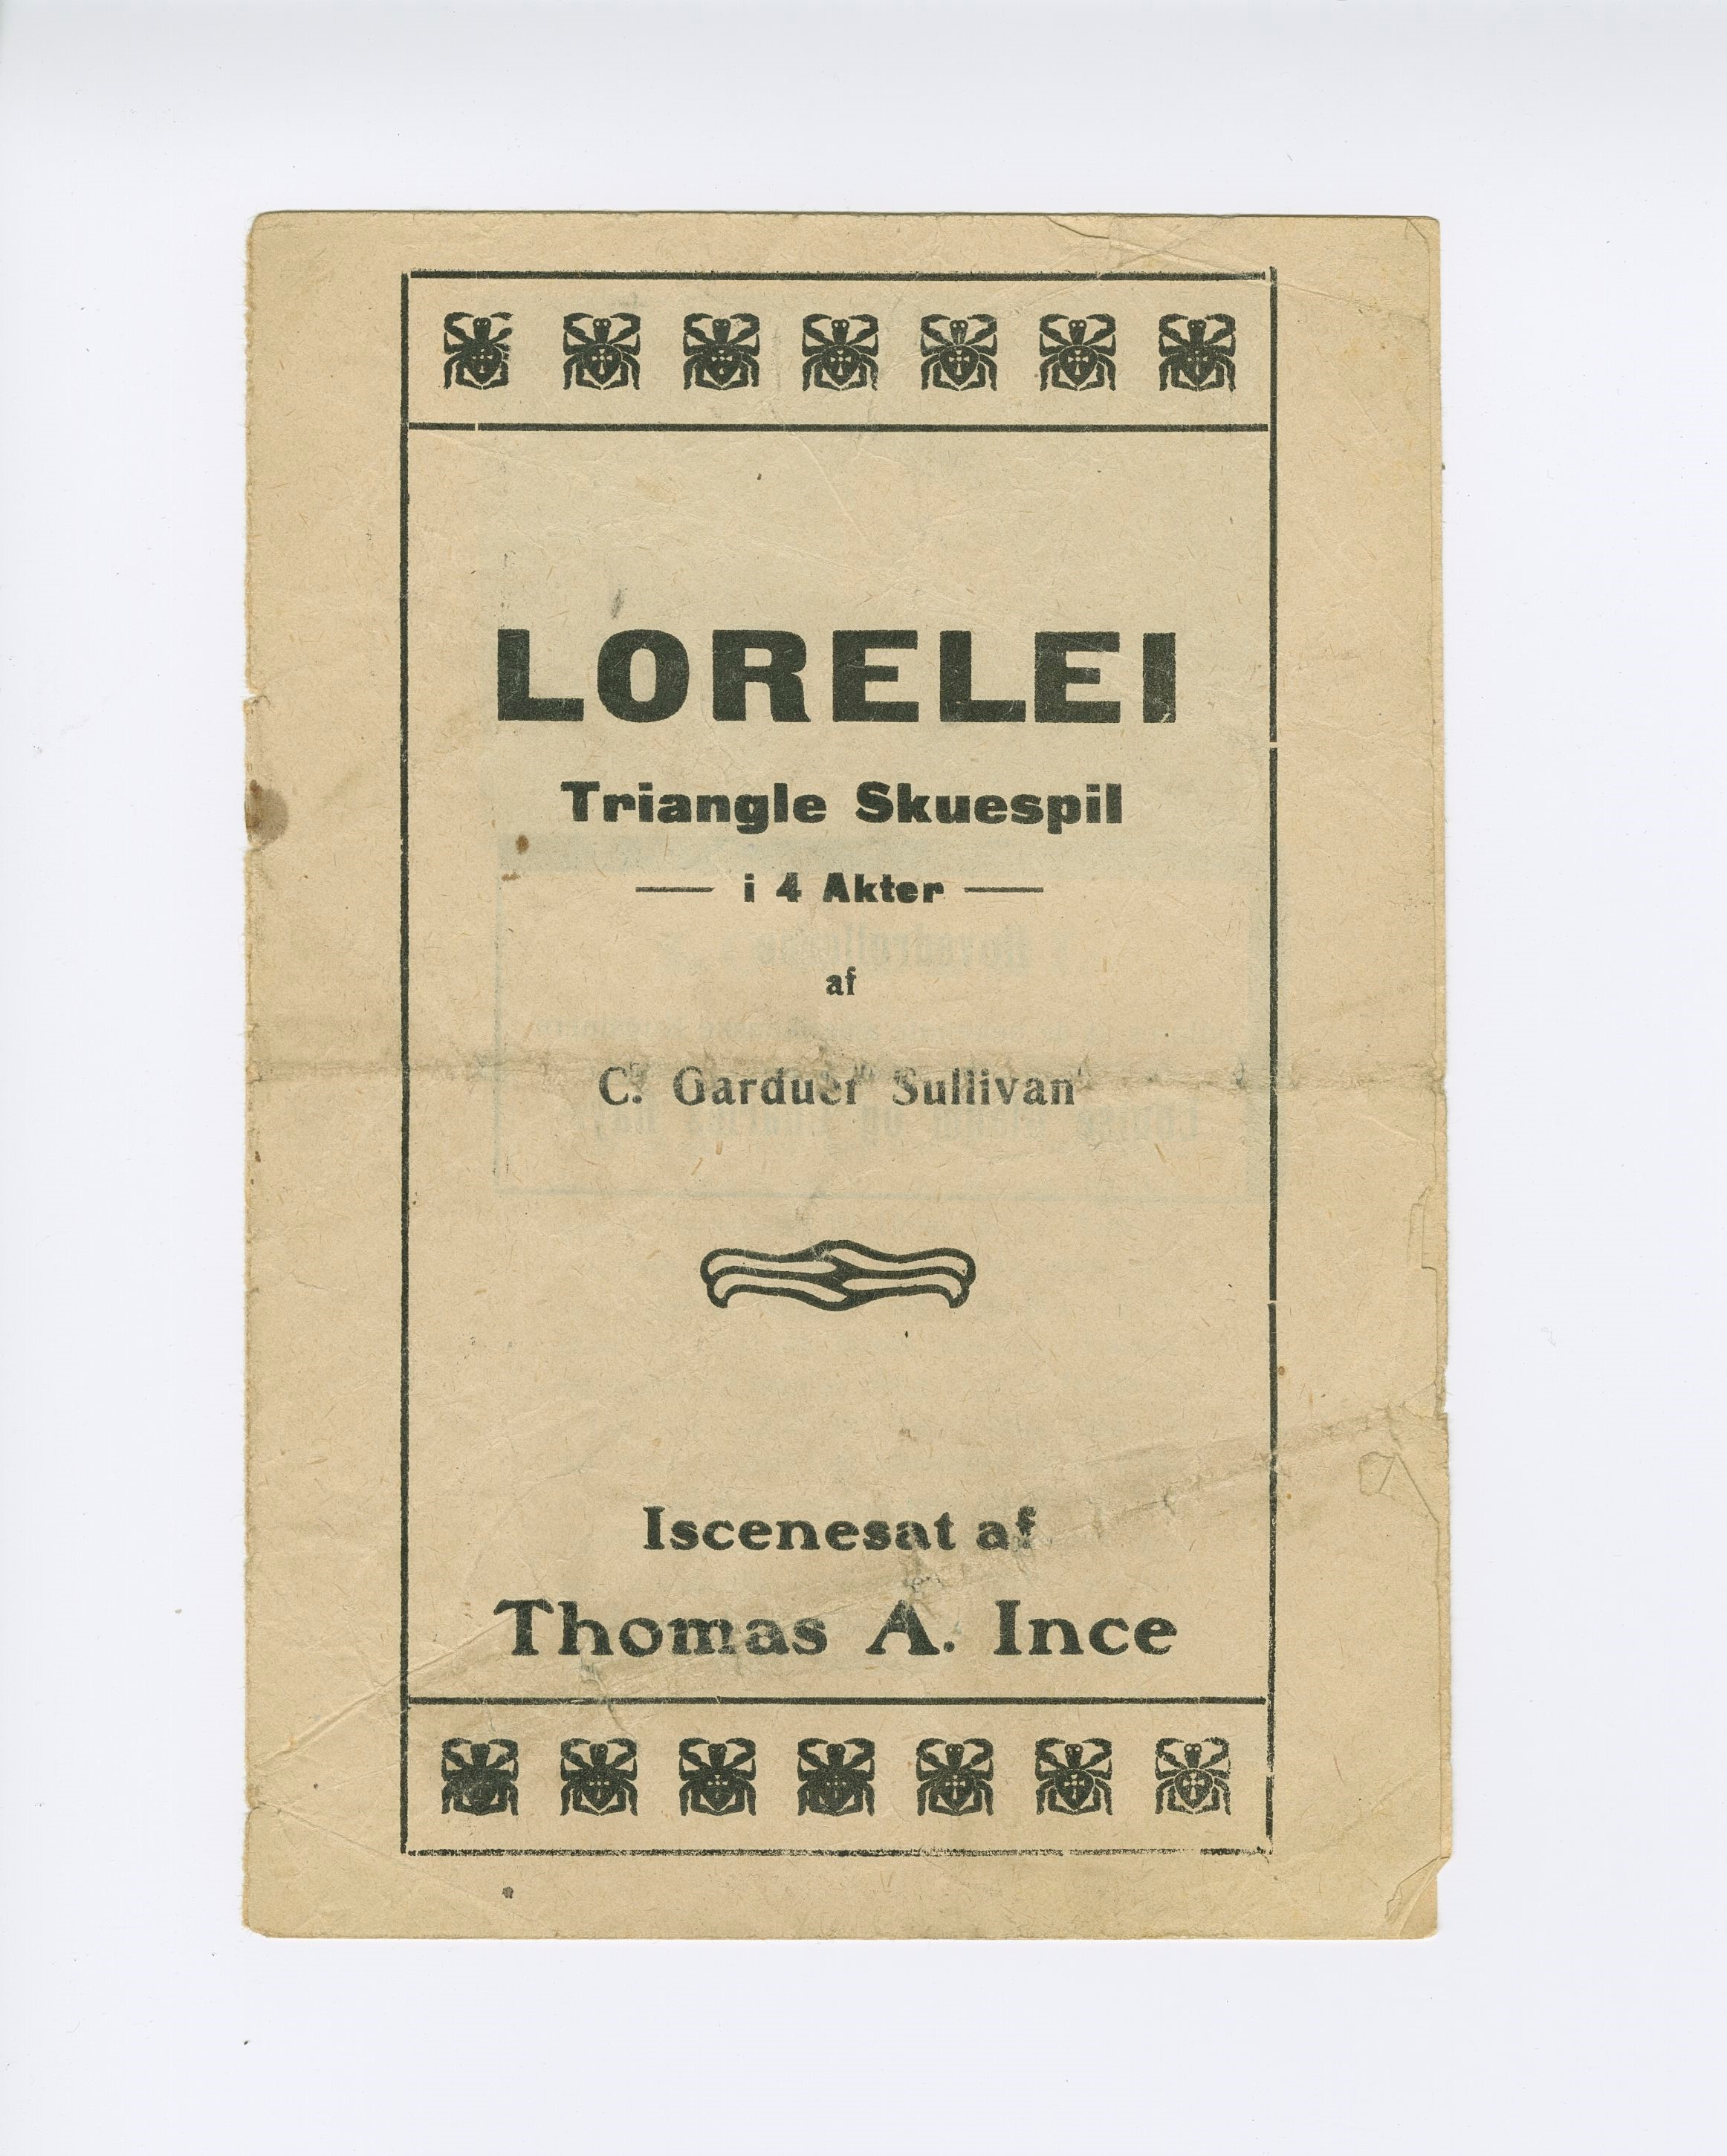 LORELEI
Triangle Skuespil
i 4 Akter
af
C. Garduer Sullivan
Iscenesat af
Thomas A. Ince